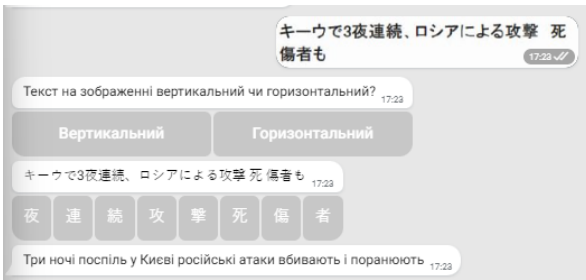 キーウで3夜連続、ロシアによる攻撃 死
傷者も
17:23
Текст на зображенні вертикальний чи горизонтальний? 17:23
Вертикальний Горизонтальний
キーウで3夜連続、ロシアによる攻撃 死 傷者も 17:23
夜 連 続 攻 撃 死 傷 者
Три ночі поспіль у Києві російські атаки вбивають і поранюють 17:23